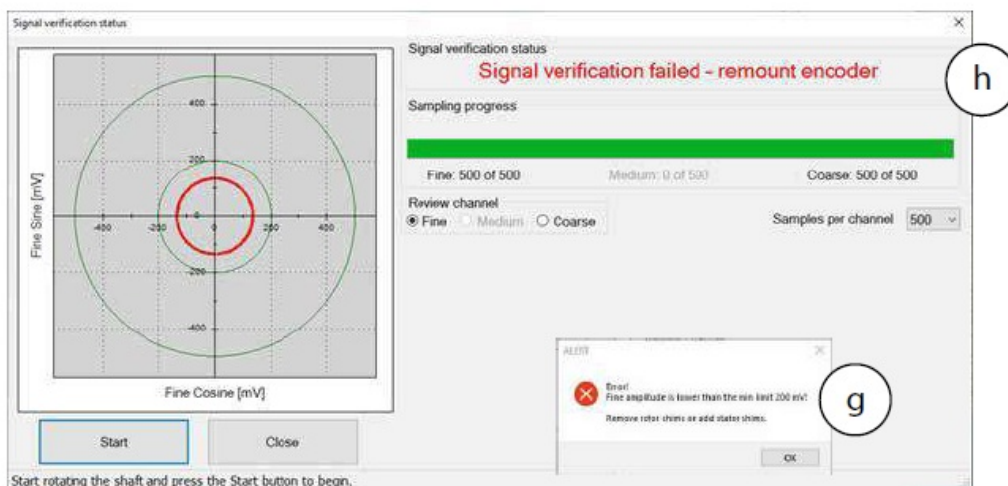 Signal verification status
Signal verification status
Signal verification failed - remount encoder
h
Sampling progress
Fine: 500 of 500 Medium: 0 of 500 Coarse: 500 of 500
Review channel
Fine Medium Coarse
Samples per channel 500
400
200
-400 -200 0 200 400
-200
-400
Fine Sine [mV]
Fine Cosine [mV]
ALERT
Error!
Fine amplitude is lower than the min limit 200 mV!
Remove rotor shims or add stator shims.
OK
g
Start Close
Start rotating the shaft and press the Start button to begin.